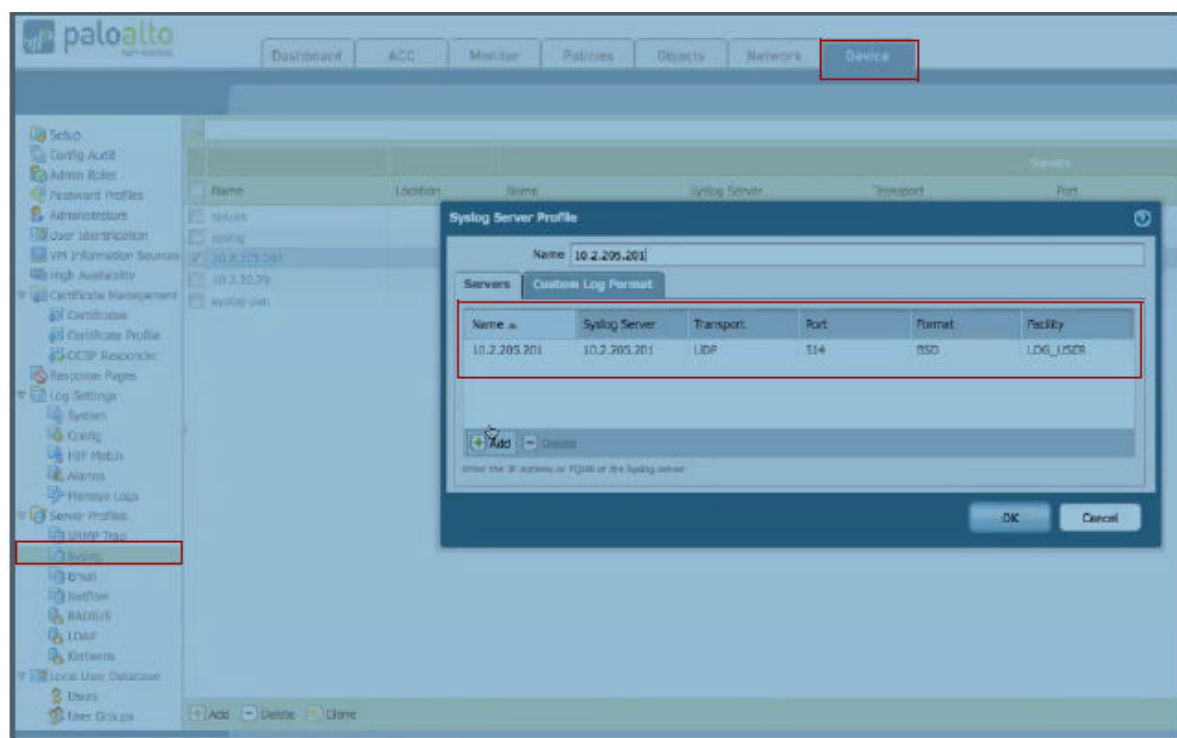 paloalto
Dashboard ACC Monitor Policies Objects Network Device
Setup
Config Audit
Admin Roles
Password Profiles
Administrators
User Identification
VM Information Sources
High Availability
Certificate Management
Certificates
Certificate Profile
OCSP Responder
Response Pages
Log Settings
System
Config
HIP Match
Alarms
Manage Logs
Server Profiles
SNMP Trap
Syslog
Email
Netflow
RADIUS
LDAP
Kerberos
Local User Database
Users
User Groups
Servers
Name Location Name Syslog Server Transport Port
splunk
syslog
10.2.205.201
syslog-pan
Syslog Server Profile
Name 10.2.205.201
Servers Custom Log Format
Name Syslog Server Transport Port Format Facility
10.2.205.201 10.2.205.201 UDP 514 BSD LOG_USER
Add Delete
Enter the IP address or FQDN of the Syslog server
OK Cancel
Add Delete Clone